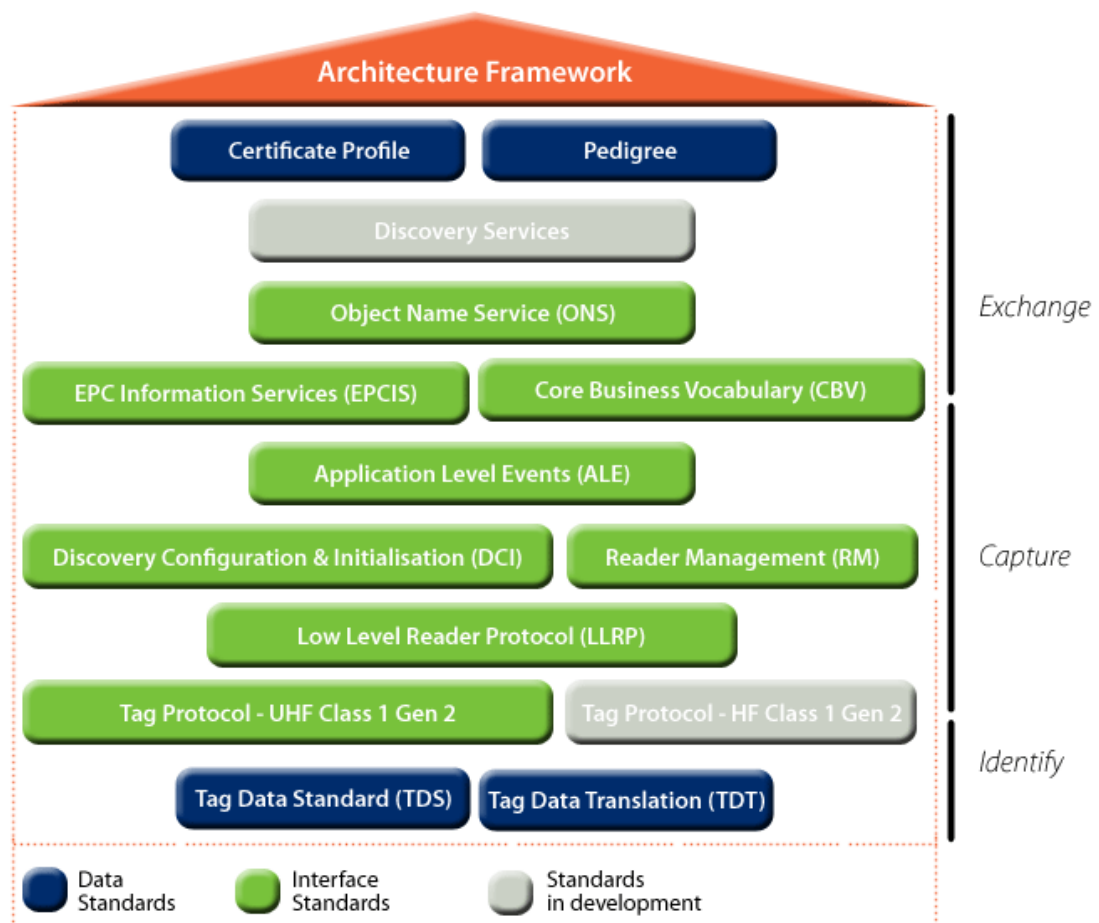 Architecture Framework
Certificate Profile
Pedigree
Discovery Services
Object Name Service (ONS)
Exchange
EPC Information Services (EPCIS)
Core Business Vocabulary (CBV)
Application Level Events (ALE)
Discovery Configuration & Initialisation (DCI)
Reader Management (RM)
Capture
Low Level Reader Protocol (LLRP)
Tag Protocol - UHF Class 1 Gen 2
Tag Protocol - HF Class 1 Gen 2
Identify
Tag Data Standard (TDS)
Tag Data Translation (TDT)
Data
Standards
Interface
Standards
Standards
in development